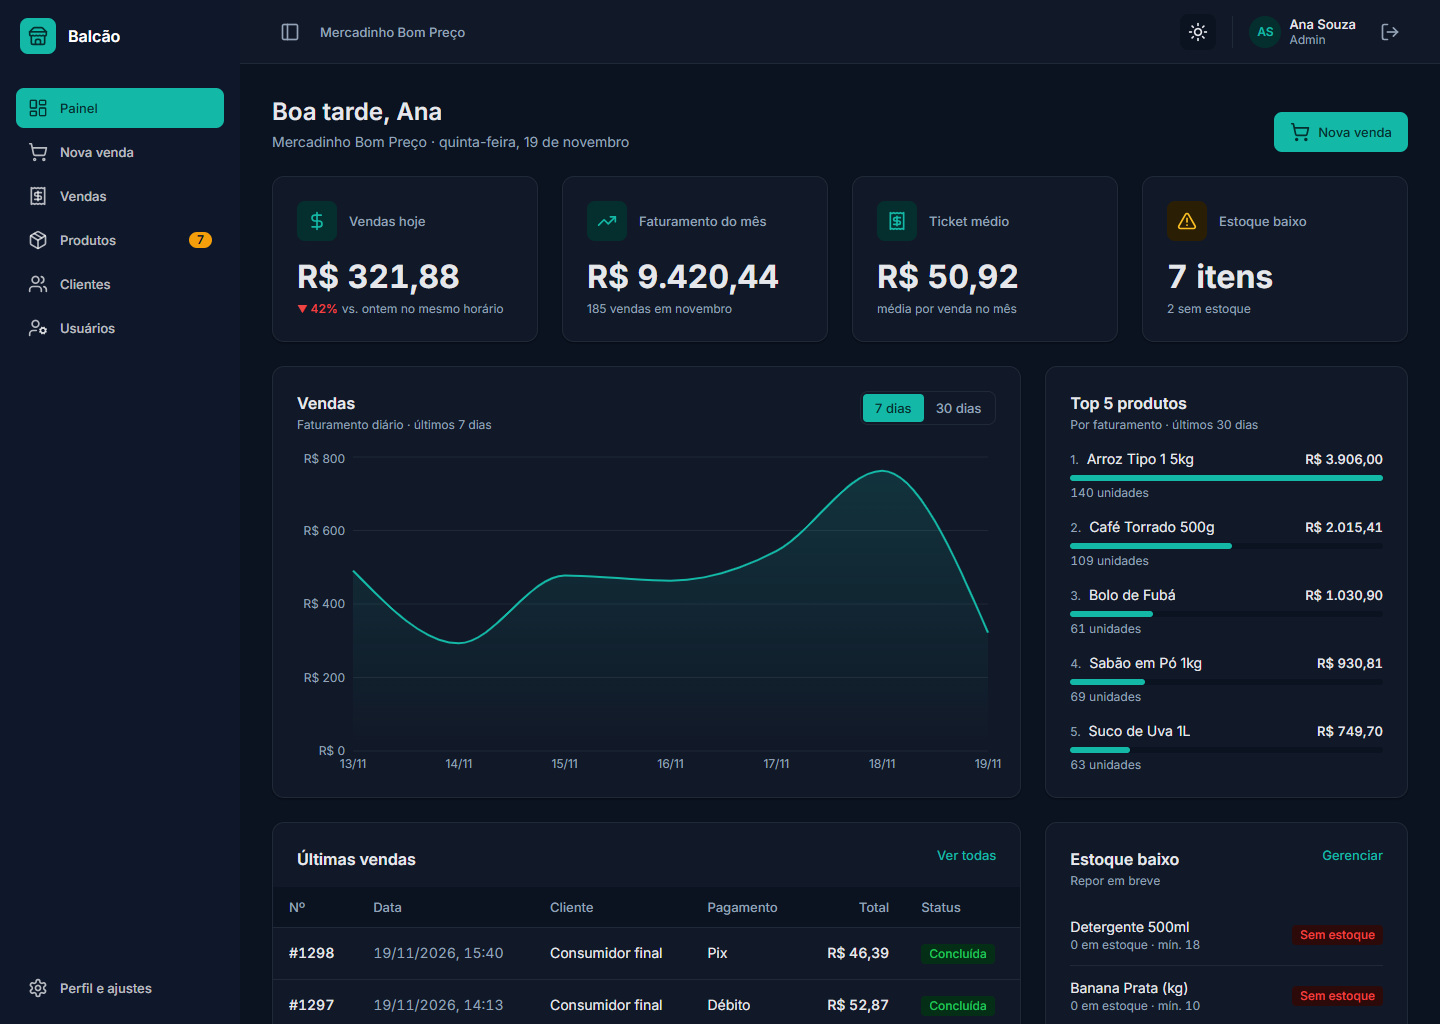 Balcão
Mercadinho Bom Preço
AS
Ana Souza
Admin
Painel
Nova venda
Vendas
Produtos 7
Clientes
Usuários
Perfil e ajustes
Boa tarde, Ana
Mercadinho Bom Preço · quinta-feira, 19 de novembro
Nova venda
Vendas hoje
R$ 321,88
▼ 42% vs. ontem no mesmo horário
Faturamento do mês
R$ 9.420,44
185 vendas em novembro
Ticket médio
R$ 50,92
média por venda no mês
Estoque baixo
7 itens
2 sem estoque
Vendas
Faturamento diário · últimos 7 dias
7 dias 30 dias
R$ 800
R$ 600
R$ 400
R$ 200
R$ 0
13/11 14/11 15/11 16/11 17/11 18/11 19/11
Top 5 produtos
Por faturamento · últimos 30 dias
1. Arroz Tipo 1 5kg R$ 3.906,00
140 unidades
2. Café Torrado 500g R$ 2.015,41
109 unidades
3. Bolo de Fubá R$ 1.030,90
61 unidades
4. Sabão em Pó 1kg R$ 930,81
69 unidades
5. Suco de Uva 1L R$ 749,70
63 unidades
Últimas vendas Ver todas
Nº Data Cliente Pagamento Total Status
#1298 19/11/2026, 15:40 Consumidor final Pix R$ 46,39 Concluída
#1297 19/11/2026, 14:13 Consumidor final Débito R$ 52,87 Concluída
Estoque baixo Gerenciar
Repor em breve
Detergente 500ml Sem estoque
0 em estoque · mín. 18
Banana Prata (kg) Sem estoque
0 em estoque · mín. 10